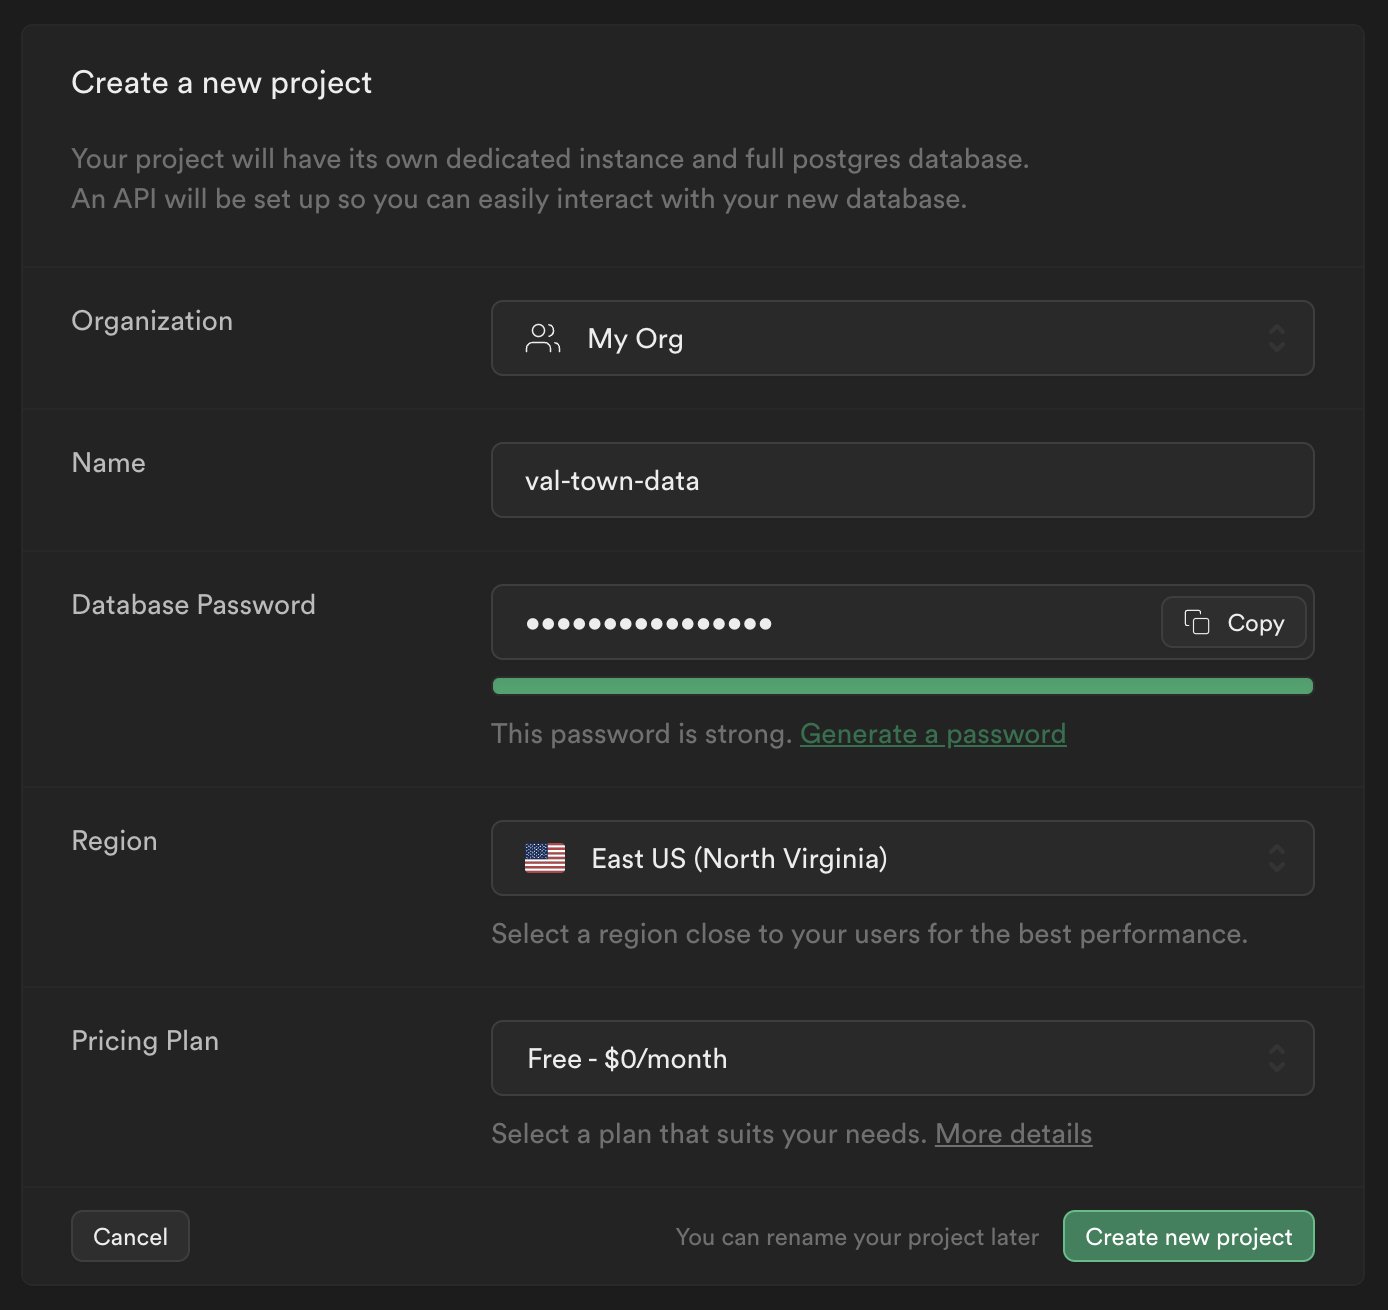 Create a new project
Your project will have its own dedicated instance and full postgres database.
An API will be set up so you can easily interact with your new database.
Organization
My Org
Name
val-town-data
Database Password
••••••••••••••••
Copy
This password is strong. Generate a password
Region
East US (North Virginia)
Select a region close to your users for the best performance.
Pricing Plan
Free - $0/month
Select a plan that suits your needs. More details
Cancel
You can rename your project later
Create new project